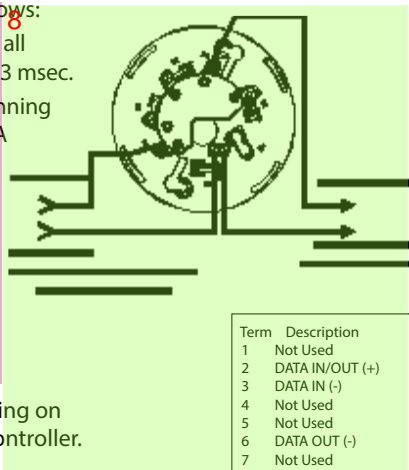 ows:
8
all
3 msec.
nning
A
Term Description
1 Not Used
2 DATA IN/OUT (+)
3 DATA IN (-)
4 Not Used
5 Not Used
6 DATA OUT (-)
7 Not Used
ing on
ontroller.